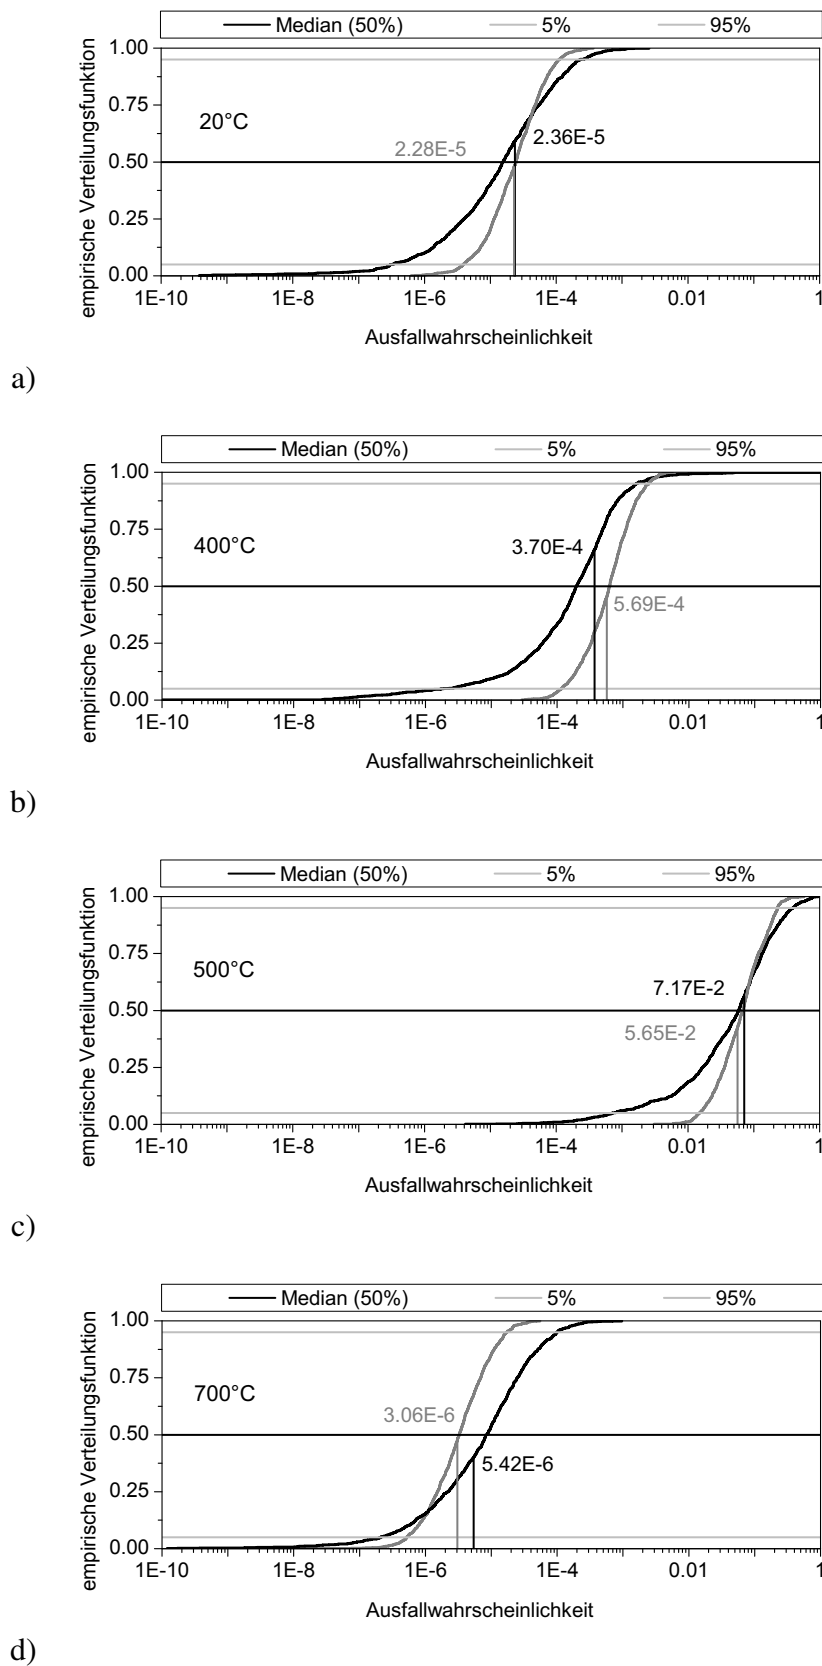 Median (50%) 5% 95%
1.00
0.75
0.50
0.25
0.00
empirische Verteilungsfunktion
20°C
2.28E-5
2.36E-5
1E-10 1E-8 1E-6 1E-4 0.01 1
Ausfallwahrscheinlichkeit
a)
Median (50%) 5% 95%
1.00
0.75
0.50
0.25
0.00
empirische Verteilungsfunktion
400°C
3.70E-4
5.69E-4
1E-10 1E-8 1E-6 1E-4 0.01 1
Ausfallwahrscheinlichkeit
b)
Median (50%) 5% 95%
1.00
0.75
0.50
0.25
0.00
empirische Verteilungsfunktion
500°C
7.17E-2
5.65E-2
1E-10 1E-8 1E-6 1E-4 0.01 1
Ausfallwahrscheinlichkeit
c)
Median (50%) 5% 95%
1.00
0.75
0.50
0.25
0.00
empirische Verteilungsfunktion
700°C
3.06E-6
5.42E-6
1E-10 1E-8 1E-6 1E-4 0.01 1
Ausfallwahrscheinlichkeit
d)